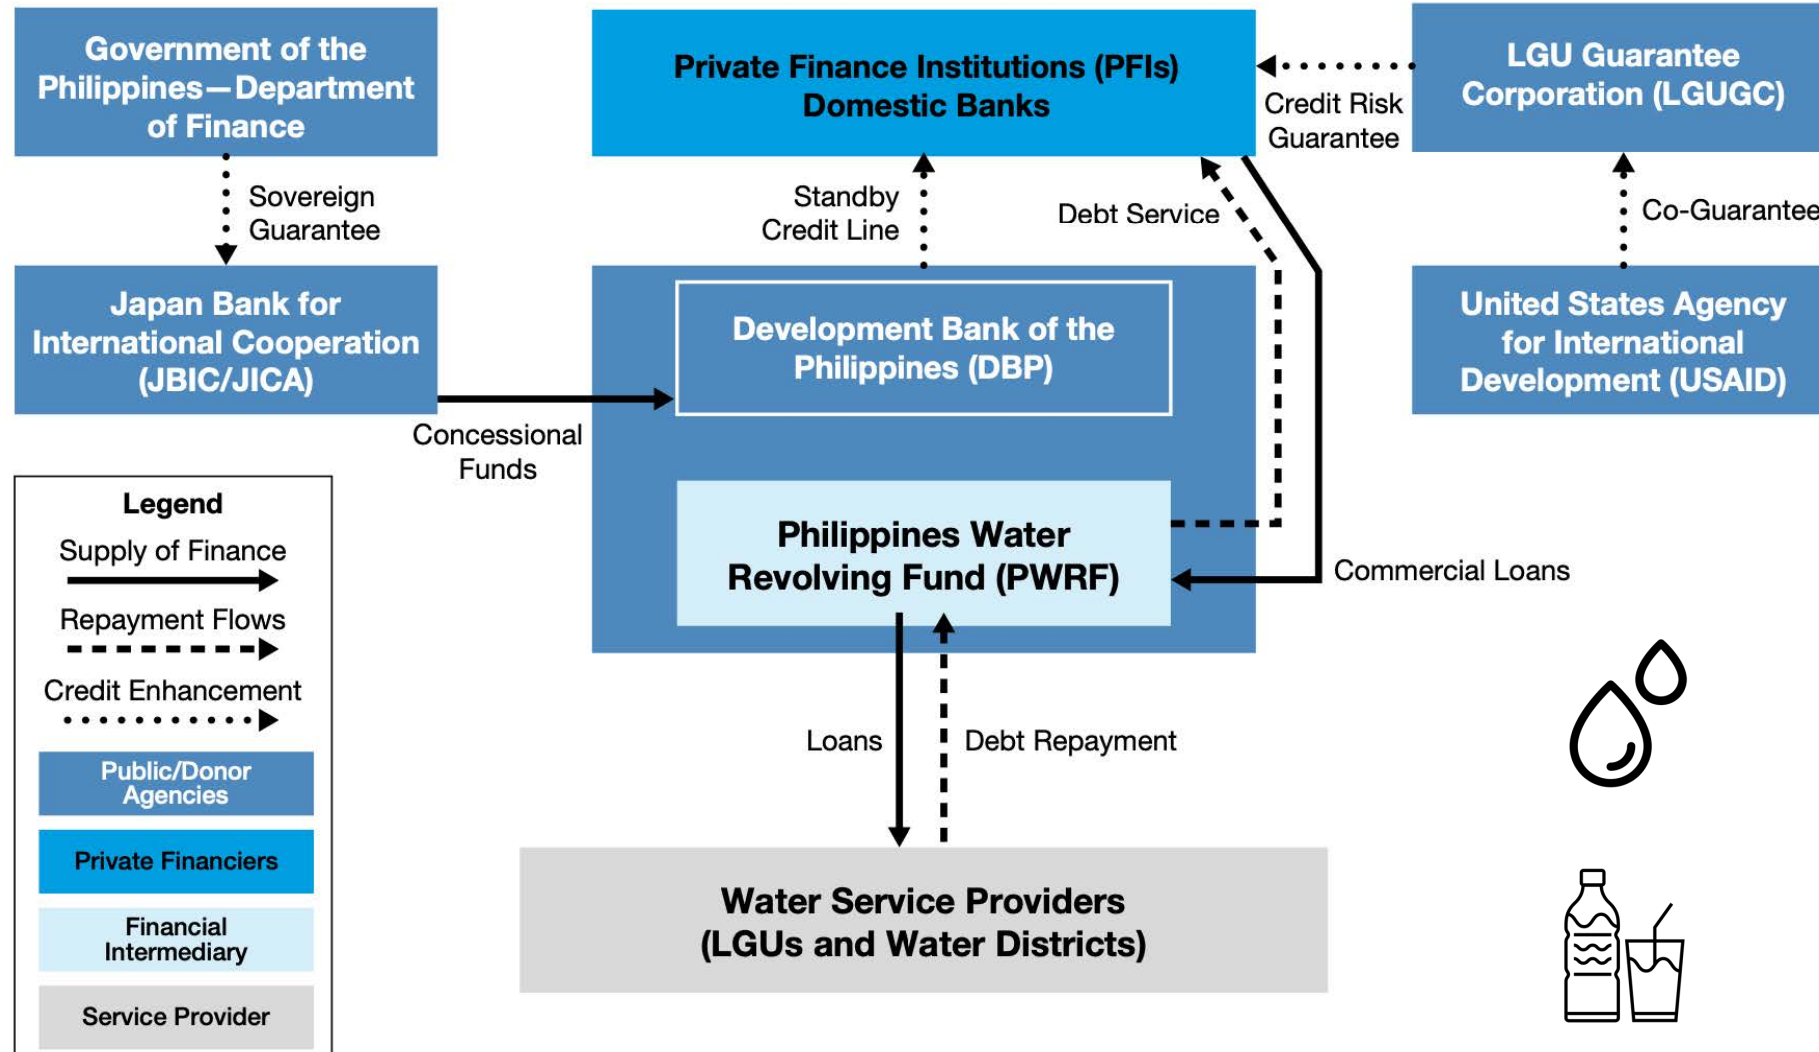 Government of the
Philippines—Department
of Finance
Private Finance Institutions (PFIs)
Domestic Banks
LGU Guarantee
Corporation (LGUGC)
Credit Risk
Guarantee
Sovereign
Guarantee
Standby
Credit Line
Debt Service
Co-Guarantee
Japan Bank for
International Cooperation
(JBIC/JICA)
Development Bank of the
Philippines (DBP)
United States Agency
for International
Development (USAID)
Concessional
Funds
Philippines Water
Revolving Fund (PWRF)
Commercial Loans
Legend
Supply of Finance
Repayment Flows
Credit Enhancement
Public/Donor
Agencies
Private Financiers
Financial
Intermediary
Service Provider
Loans
Debt Repayment
Water Service Providers
(LGUs and Water Districts)